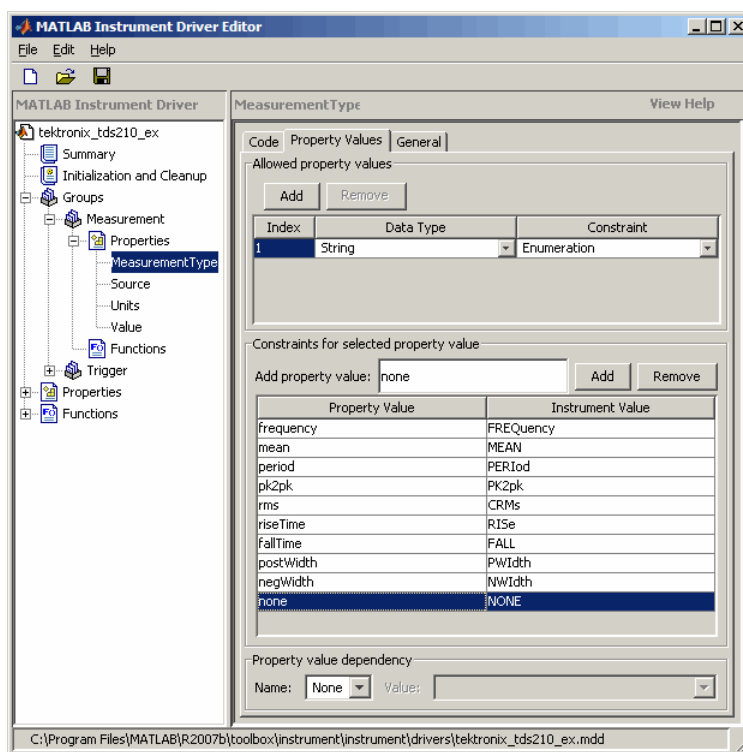 MATLAB Instrument Driver Editor
File Edit Help
MATLAB Instrument Driver
tektronix_tds210_ex
Summary
Initialization and Cleanup
Groups
Measurement
Properties
MeasurementType
Source
Units
Value
Functions
Trigger
Properties
Functions
MeasurementType View Help
Code Property Values General
Allowed property values
Add Remove
Index Data Type Constraint
1 String Enumeration
Constraints for selected property value
Add property value: none Add Remove
Property Value Instrument Value
frequency FREQuency
mean MEAN
period PERIod
pk2pk PK2pk
rms CRMs
riseTime RISe
fallTime FALL
postWidth PWIdth
negWidth NWIdth
none NONE
Property value dependency
Name: None Value:
C:\Program Files\MATLAB\R2007b\toolbox\instrument\instrument\drivers\tektronix_tds210_ex.mdd